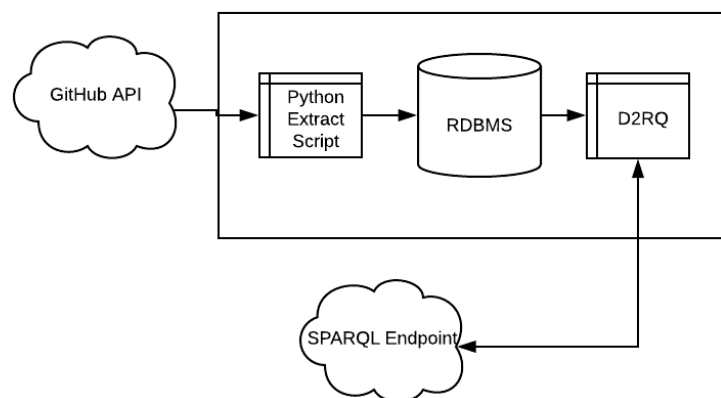 GitHub API
Python
Extract
Script
RDBMS
D2RQ
SPARQL Endpoint